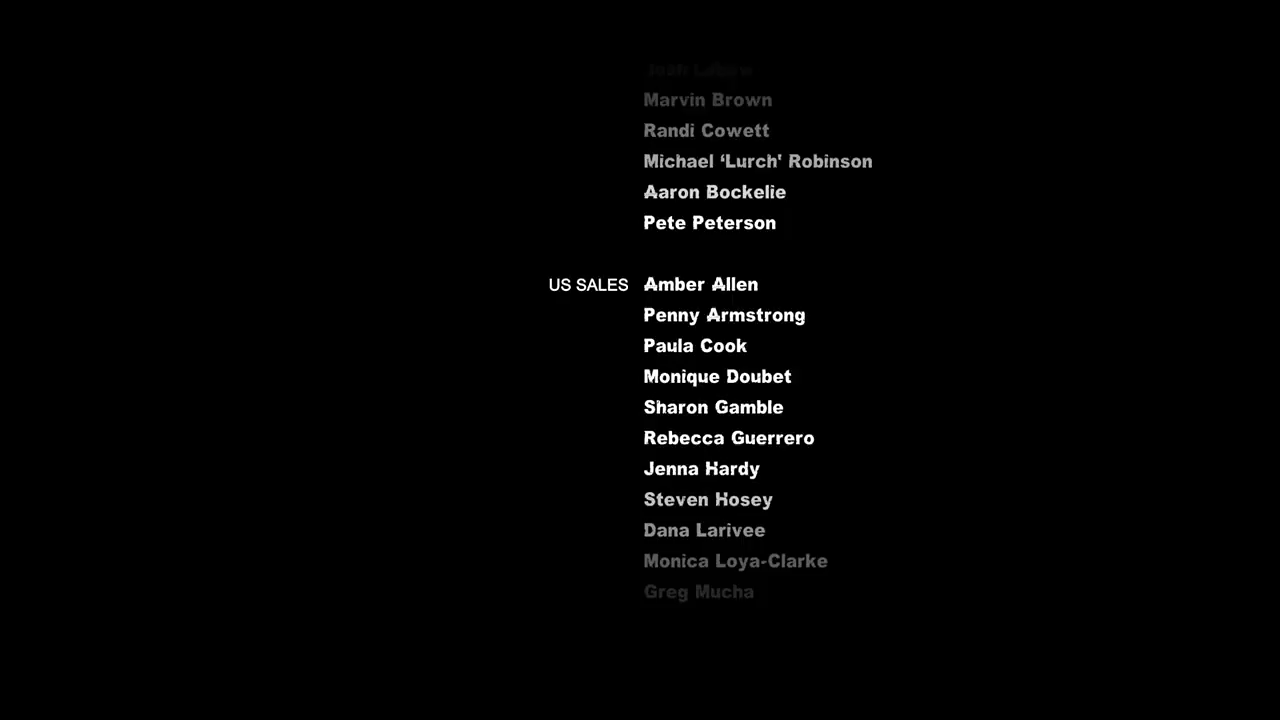 Marvin Brown
Randi Cowett
Michael ‘Lurch' Robinson
Aaron Bockelie
Pete Peterson
US SALES Amber Allen
Penny Armstrong
Paula Cook
Monique Doubet
Sharon Gamble
Rebecca Guerrero
Jenna Hardy
Steven Hosey
Dana Larivee
Monica Loya-Clarke
Greg Mucha